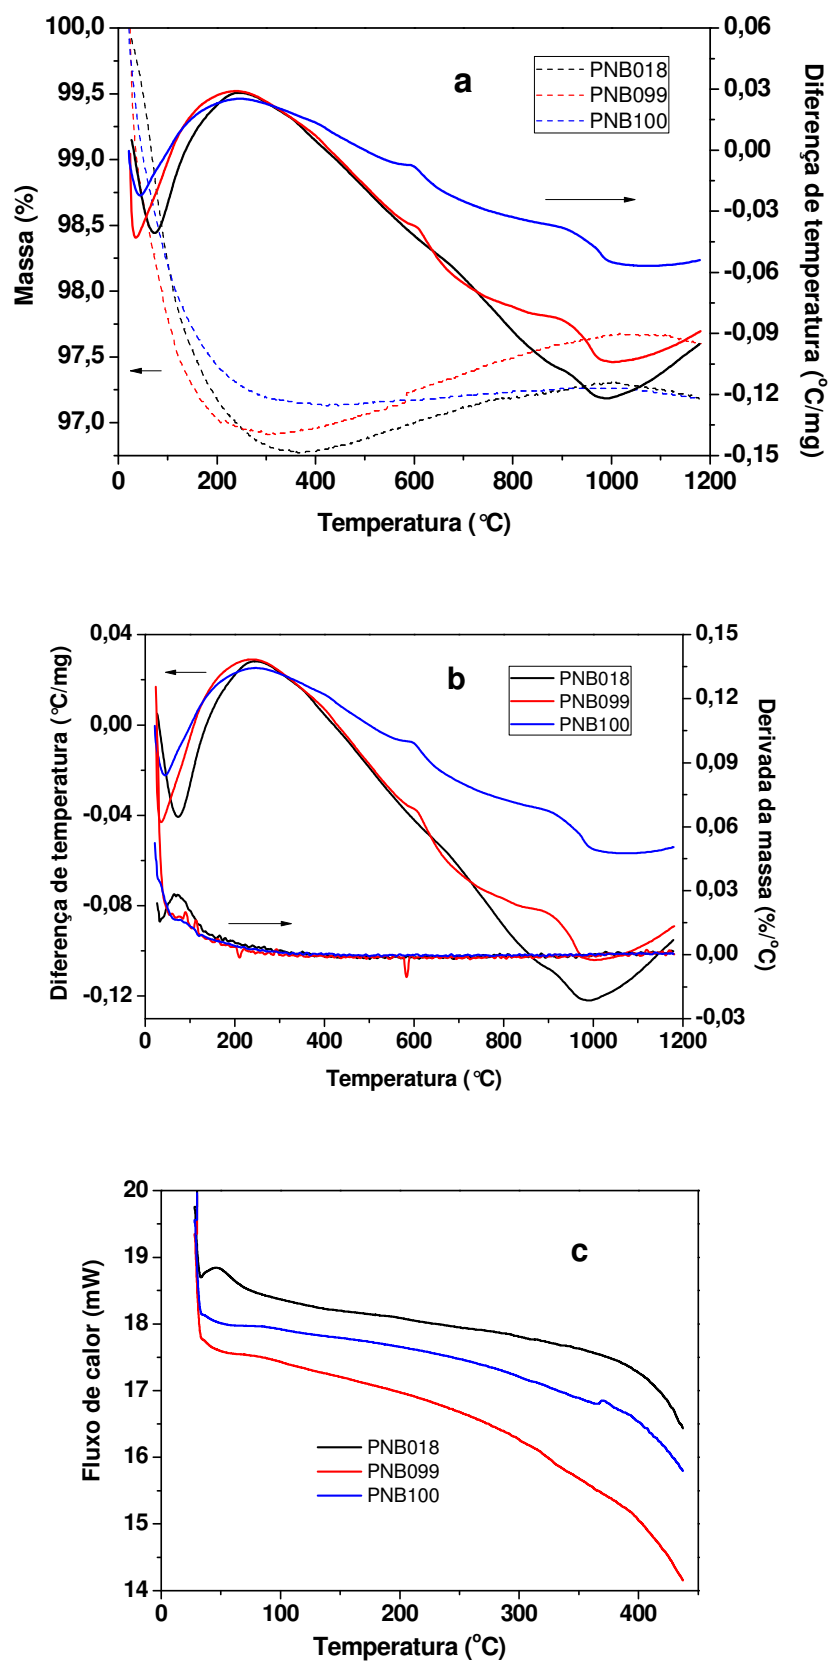 a
PNB018
PNB099
PNB100
Massa (%)
100,0
99,5
99,0
98,5
98,0
97,5
97,0
0,06
0,03
0,00
-0,03
-0,06
-0,09
-0,12
-0,15
Diferença de temperatura (°C/mg)
0 200 400 600 800 1000 1200
Temperatura (°C)
b
PNB018
PNB099
PNB100
Diferença de temperatura (°C/mg)
0,04
0,00
-0,04
-0,08
-0,12
0,15
0,12
0,09
0,06
0,03
0,00
-0,03
Derivada da massa (%/°C)
0 200 400 600 800 1000 1200
Temperatura (°C)
c
PNB018
PNB099
PNB100
Fluxo de calor (mW)
20
19
18
17
16
15
14
0 100 200 300 400
Temperatura (°C)